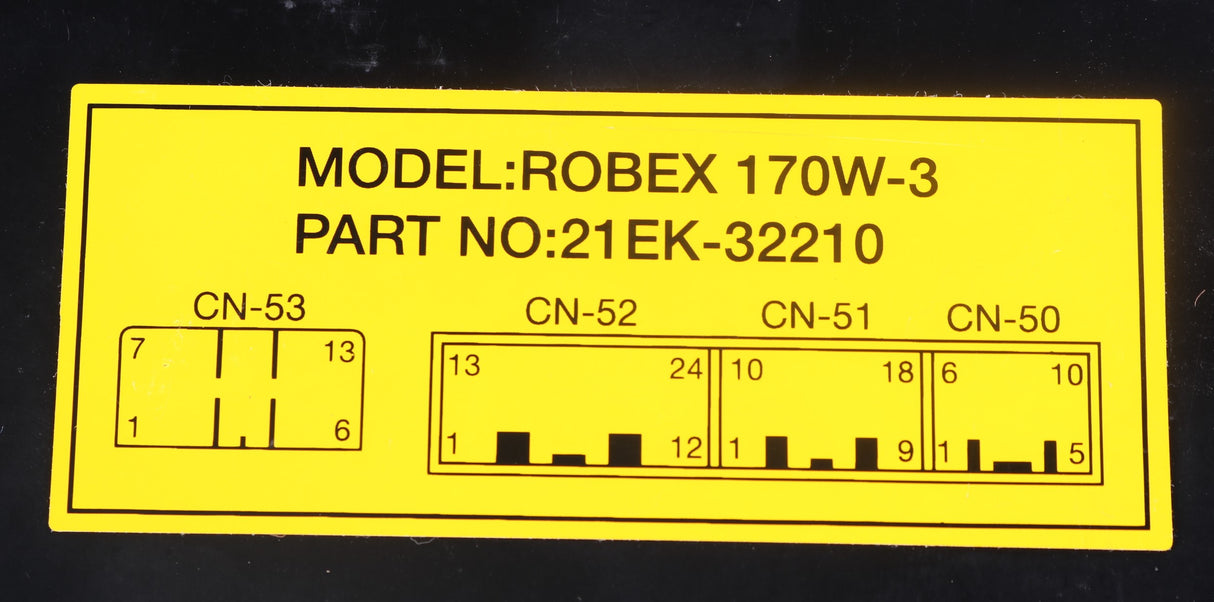 MODEL:ROBEX 170W-3
PART NO:21EK-32210
CN-53 CN-52 CN-51 CN-50
7 13 13 24 10 18 6 10
1 6 1 12 1 9 1 5